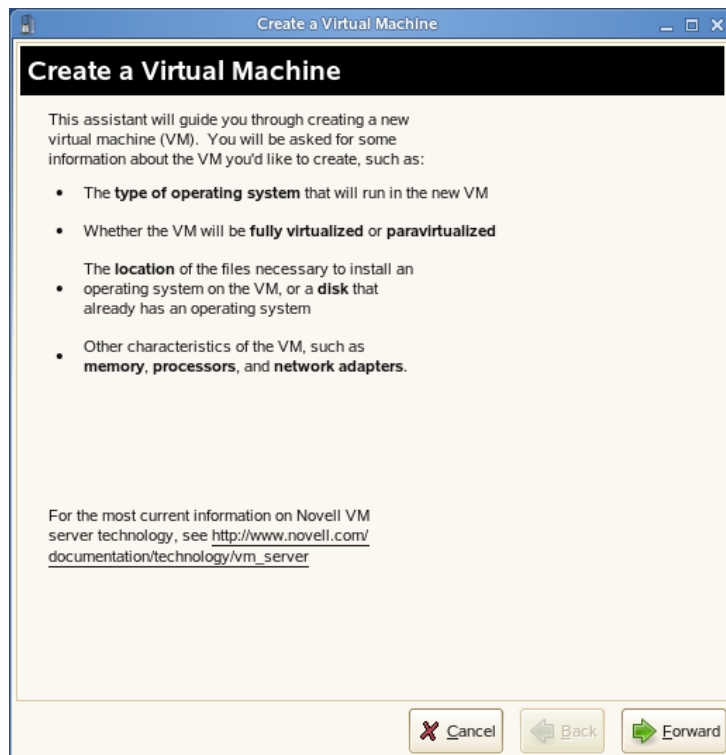 Create a Virtual Machine
Create a Virtual Machine
This assistant will guide you through creating a new
virtual machine (VM).  You will be asked for some
information about the VM you'd like to create, such as:
• The type of operating system that will run in the new VM
• Whether the VM will be fully virtualized or paravirtualized
The location of the files necessary to install an
• operating system on the VM, or a disk that
already has an operating system
• Other characteristics of the VM, such as
memory, processors, and network adapters.
For the most current information on Novell VM
server technology, see http://www.novell.com/
documentation/technology/vm_server
Cancel Back Forward